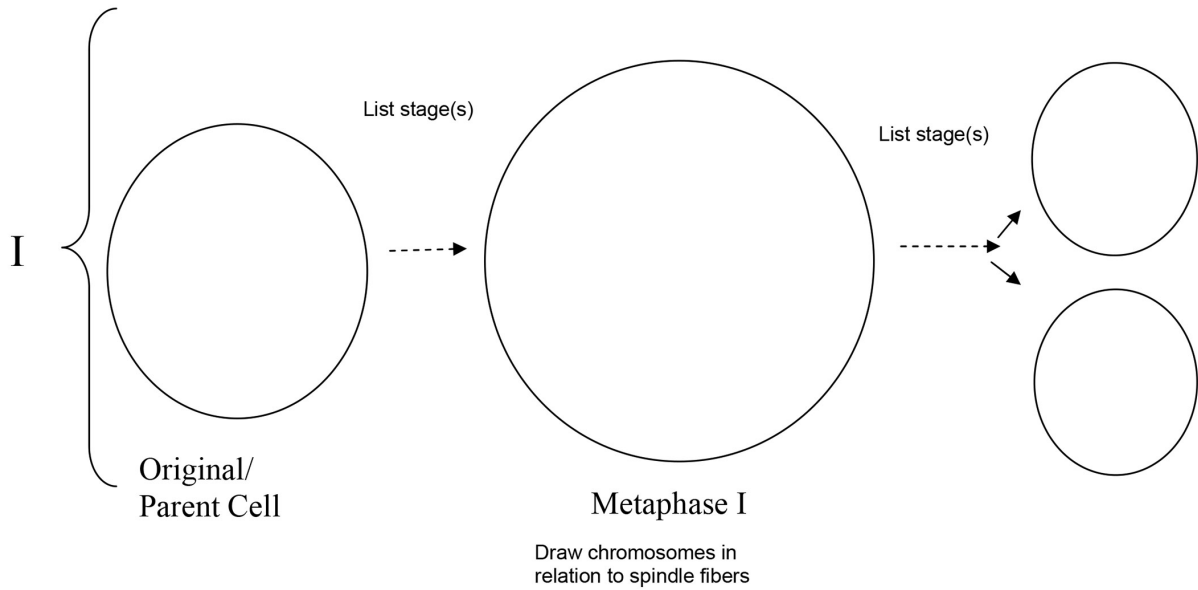 I
List stage(s)
List stage(s)
Original/
Parent Cell
Metaphase I
Draw chromosomes in
relation to spindle fibers